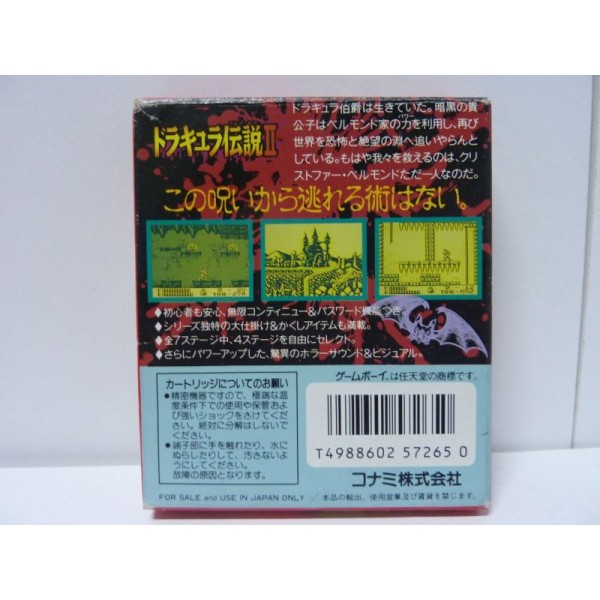 ドラキュラ伝説II
ドラキュラ伯爵は生きていた。暗黒の貴
公子はベルモンド家の力を利用し、再び
パワー
世界を恐怖と絶望の淵へ追いやらんと
している。もはや我々を救えるのは、クリ
ストファー・ベルモンドただ一人なのだ。
この呪いから逃れる術はない。
◆初心者も安心、無限コンティニュー&パスワード機能つき。
◆シリーズ独特の大仕掛け&かくしアイテムも満載。
◆全7ステージ中、4ステージを自由にセレクト。
◆さらにパワーアップした、驚異のホラーサウンド&ビジュアル。
カートリッジについてのお願い
●精密機器ですので、極端な温
度条件下での使用や保管およ
び強いショックをさけてくださ
い。絶対に分解はしないで
ください。
●端子部に手を触れたり、水に
ぬらしたりして、汚さないよう
にしてください。
故障の原因となります。
ゲームボーイ、は任天堂の商標です。
T4988602 57265 0
コナミ株式会社
FOR SALE and USE IN JAPAN ONLY / 本品の輸出、使用営業及び賃貸を禁じます。